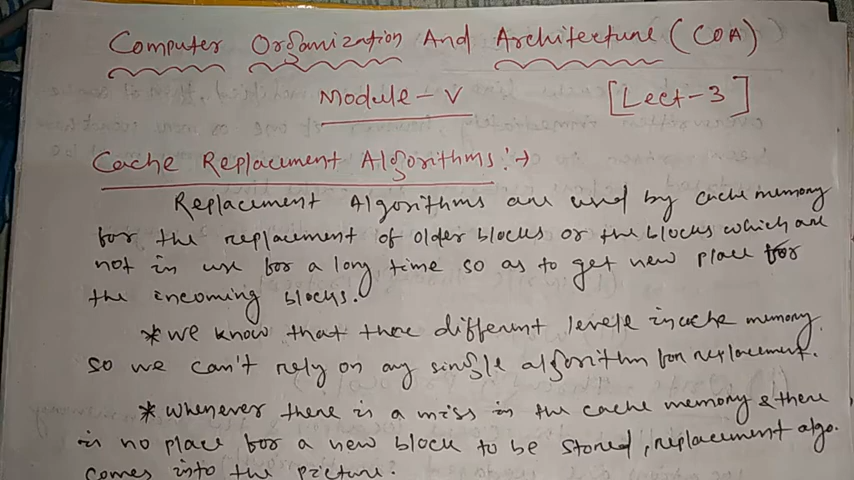 Computer Organization And Architecture (COA)
Module-V [Lect-3]
Cache Replacement Algorithms:→
Replacement Algorithms are used by cache memory
for the replacement of older blocks or the blocks which are
not in use for a long time so as to get new place for
the incoming blocks.
*We know that there different levels in cache memory,
so we can't rely on any single algorithm for replacement.
*Whenever there is a miss in the cache memory & there
is no place for a new block to be stored, replacement algo.
comes into the picture.